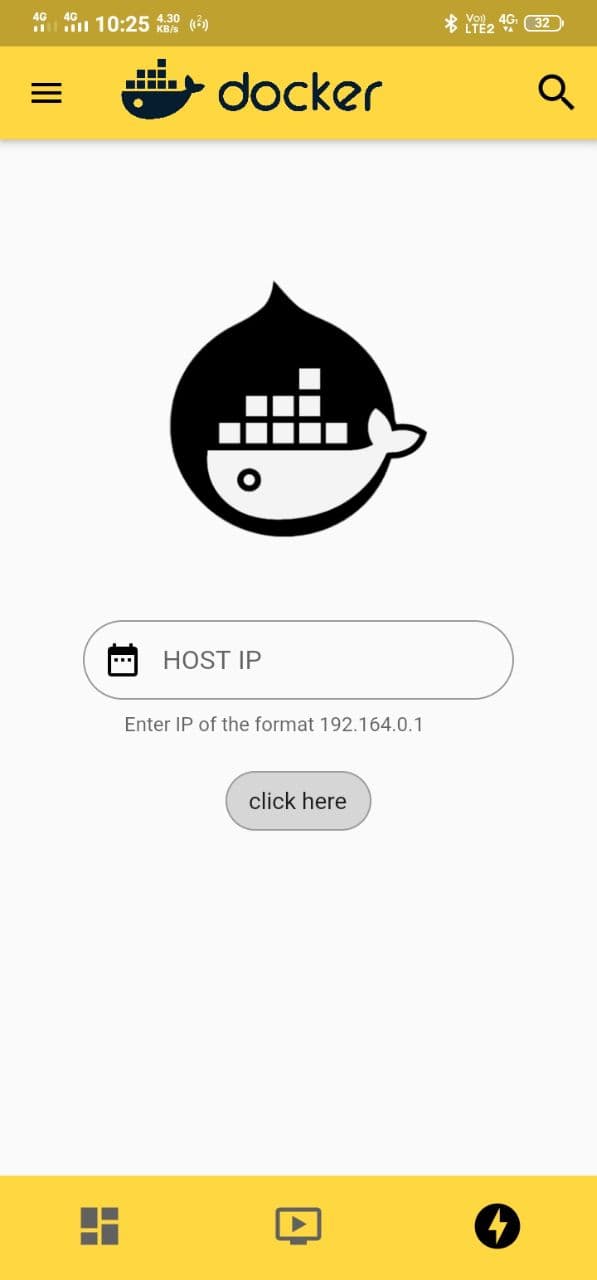 4G 4G 10:25 4.30 KB/s 2 Vo)) LTE2 4G 32
docker
HOST IP
Enter IP of the format 192.164.0.1
click here